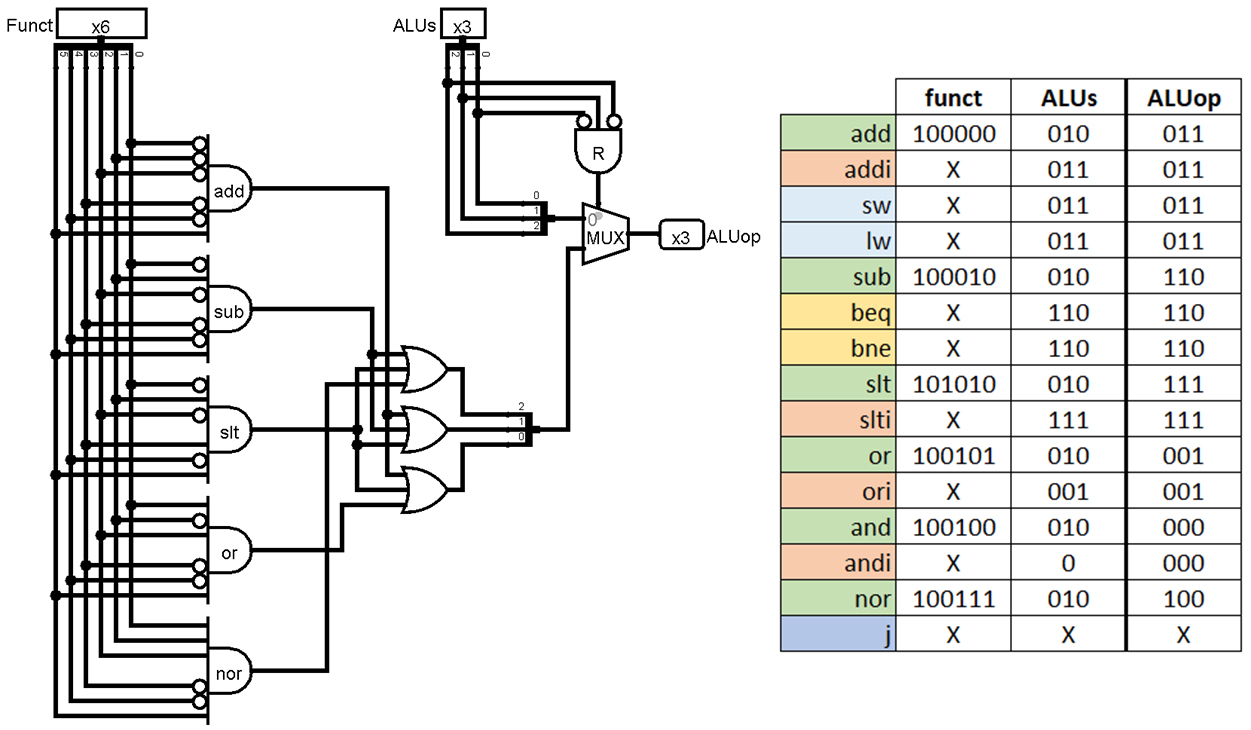 Funct x6
5 4 3 2 1 0
ALUs x3
2 1 0
R
0
1
2
0
MUX
x3 ALUop
add
sub
slt
or
nor
2
1
0
funct ALUs ALUop
add 100000 010 011
addi X 011 011
sw X 011 011
lw X 011 011
sub 100010 010 110
beq X 110 110
bne X 110 110
slt 101010 010 111
slti X 111 111
or 100101 010 001
ori X 001 001
and 100100 010 000
andi X 0 000
nor 100111 010 100
j X X X